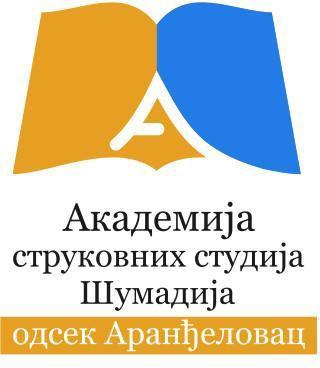 Академија
струковних студија
Шумадија
одсек Аранђеловац